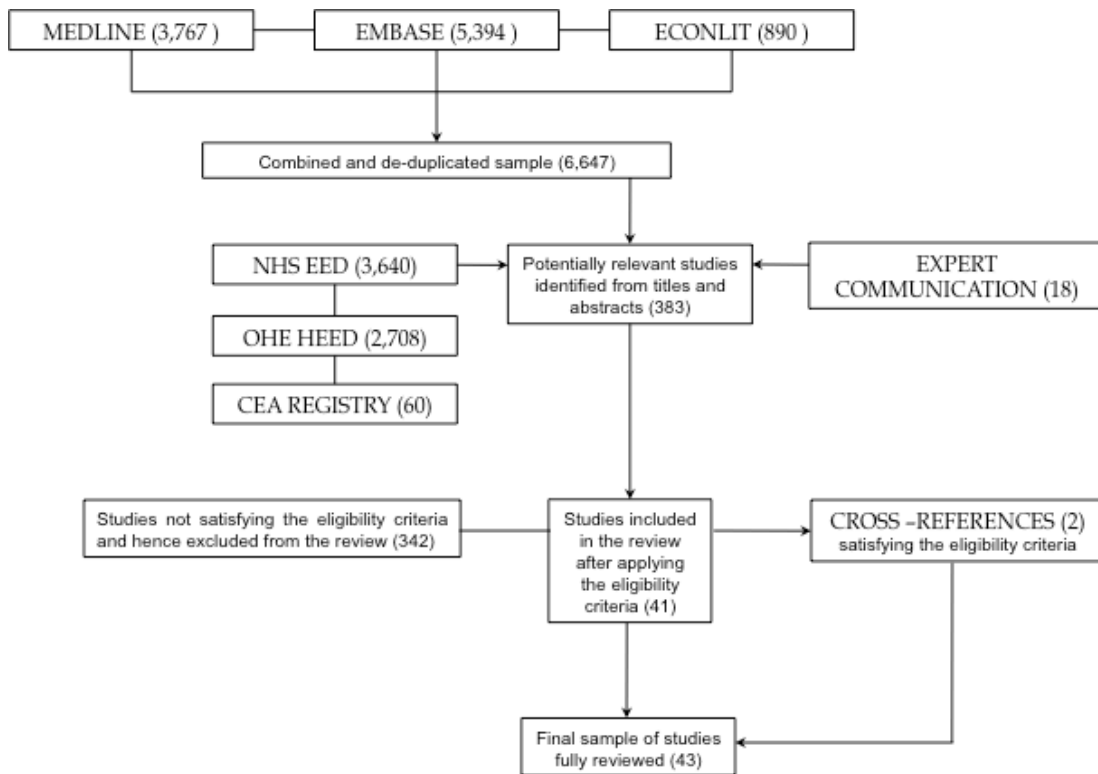 MEDLINE (3,767)
EMBASE (5,394 )
ECONLIT (890 )
Combined and de-duplicated sample (6,647)
NHS EED (3,640)
Potentially relevant studies
identified from titles and
abstracts (383)
EXPERT
COMMUNICATION (18)
OHE HEED (2,708)
CEA REGISTRY (60)
Studies not satisfying the eligibility criteria
and hence excluded from the review (342)
Studies included
in the review
after applying
the eligibility
criteria (41)
CROSS –REFERENCES (2)
satisfying the eligibility criteria
Final sample of studies
fully reviewed (43)